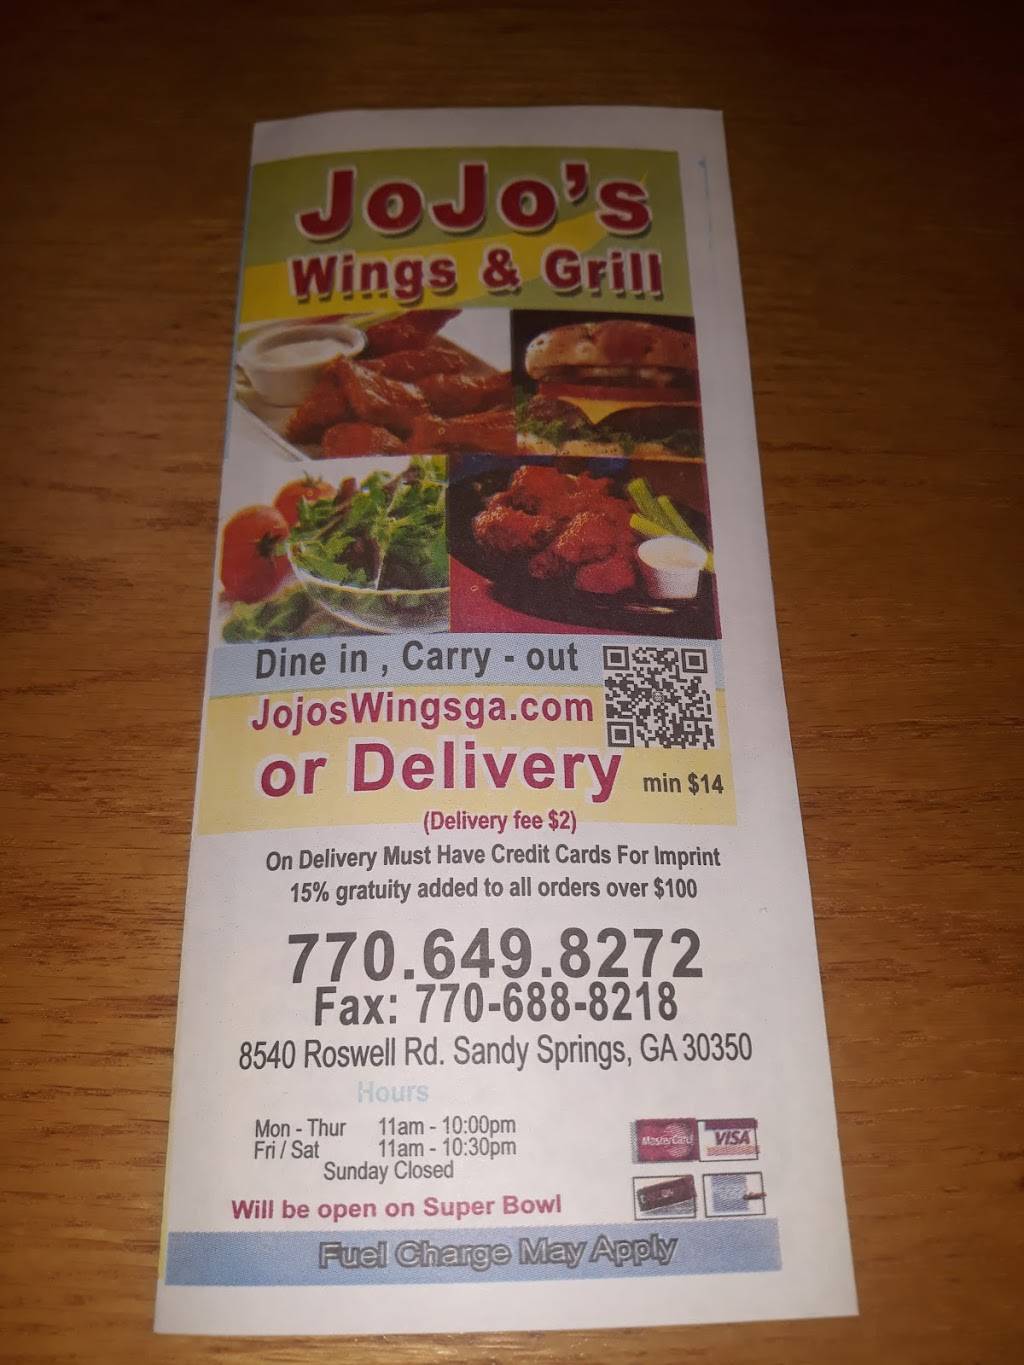 JoJo's
Wings & Grill
Dine in , Carry - out
JojosWingsga.com
or Delivery min $14
(Delivery fee $2)
On Delivery Must Have Credit Cards For Imprint
15% gratuity added to all orders over $100
770.649.8272
Fax: 770-688-8218
8540 Roswell Rd. Sandy Springs, GA 30350
Hours
Mon - Thur 11am - 10:00pm
Fri / Sat 11am - 10:30pm
Sunday Closed
MasterCard VISA
Will be open on Super Bowl
Fuel Charge May Apply